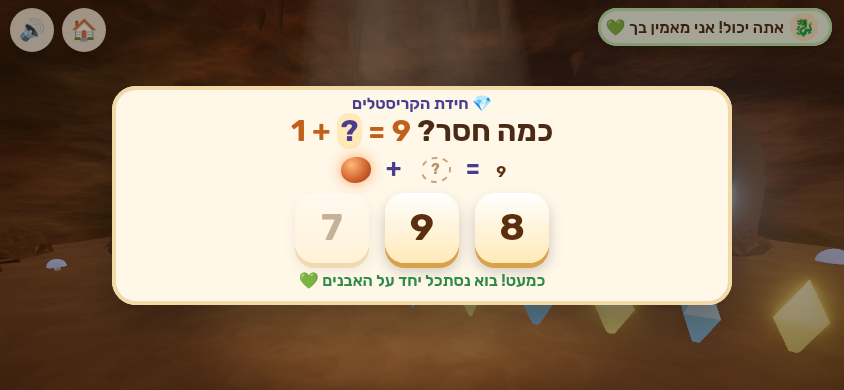 אתה יכול! אני מאמין בך 💚
💎 חידת הקריסטלים
כמה חסר? 1 + ? = 9
+ ? = 9
7 9 8
כמעט! בוא נסתכל יחד על האבנים 💚